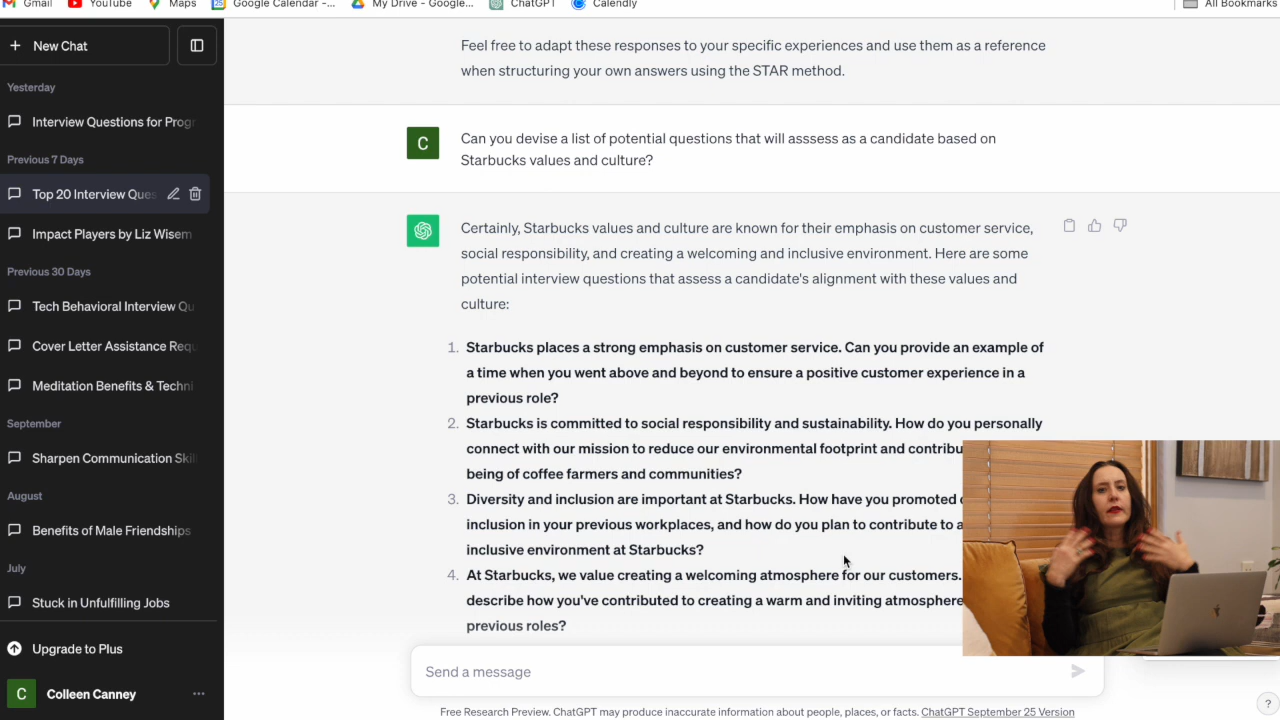 Gmail
YouTube
Maps
Google Calendar -...
My Drive - Google...
ChatGPT
Calendly
All Bookmarks
New Chat
Yesterday
Interview Questions for Progr
Previous 7 Days
Top 20 Interview Ques
Impact Players by Liz Wisem
Previous 30 Days
Tech Behavioral Interview Qu
Cover Letter Assistance Requ
Meditation Benefits & Techni
September
Sharpen Communication Skil
August
Benefits of Male Friendships
July
Stuck in Unfulfilling Jobs
Upgrade to Plus
C
Colleen Canney
Feel free to adapt these responses to your specific experiences and use them as a reference
when structuring your own answers using the STAR method.
C
Can you devise a list of potential questions that will asssess as a candidate based on
Starbucks values and culture?
Certainly, Starbucks values and culture are known for their emphasis on customer service,
social responsibility, and creating a welcoming and inclusive environment. Here are some
potential interview questions that assess a candidate's alignment with these values and
culture:
1. Starbucks places a strong emphasis on customer service. Can you provide an example of
a time when you went above and beyond to ensure a positive customer experience in a
previous role?
2. Starbucks is committed to social responsibility and sustainability. How do you personally
connect with our mission to reduce our environmental footprint and contribu
being of coffee farmers and communities?
3. Diversity and inclusion are important at Starbucks. How have you promoted
inclusion in your previous workplaces, and how do you plan to contribute to a
inclusive environment at Starbucks?
4. At Starbucks, we value creating a welcoming atmosphere for our customers.
describe how you've contributed to creating a warm and inviting atmosphere
previous roles?
Send a message
Free Research Preview. ChatGPT may produce inaccurate information about people, places, or facts. ChatGPT September 25 Version
?